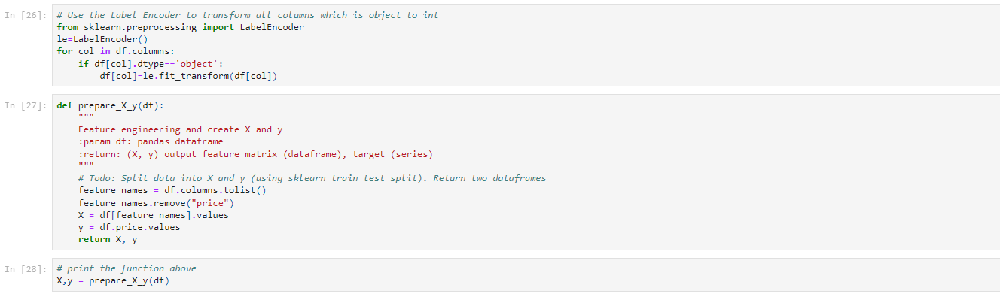 In [26]: # Use the Label Encoder to transform all columns which is object to int
from sklearn.preprocessing import LabelEncoder
le=LabelEncoder()
for col in df.columns:
    if df[col].dtype=='object':
        df[col]=le.fit_transform(df[col])
In [27]: def prepare_X_y(df):
    """
    Feature engineering and create X and y
    :param df: pandas dataframe
    :return: (X, y) output feature matrix (dataframe), target (series)
    """
    # Todo: Split data into X and y (using sklearn train_test_split). Return two dataframes
    feature_names = df.columns.tolist()
    feature_names.remove("price")
    X = df[feature_names].values
    y = df.price.values
    return X, y
In [28]: # print the function above
X,y = prepare_X_y(df)